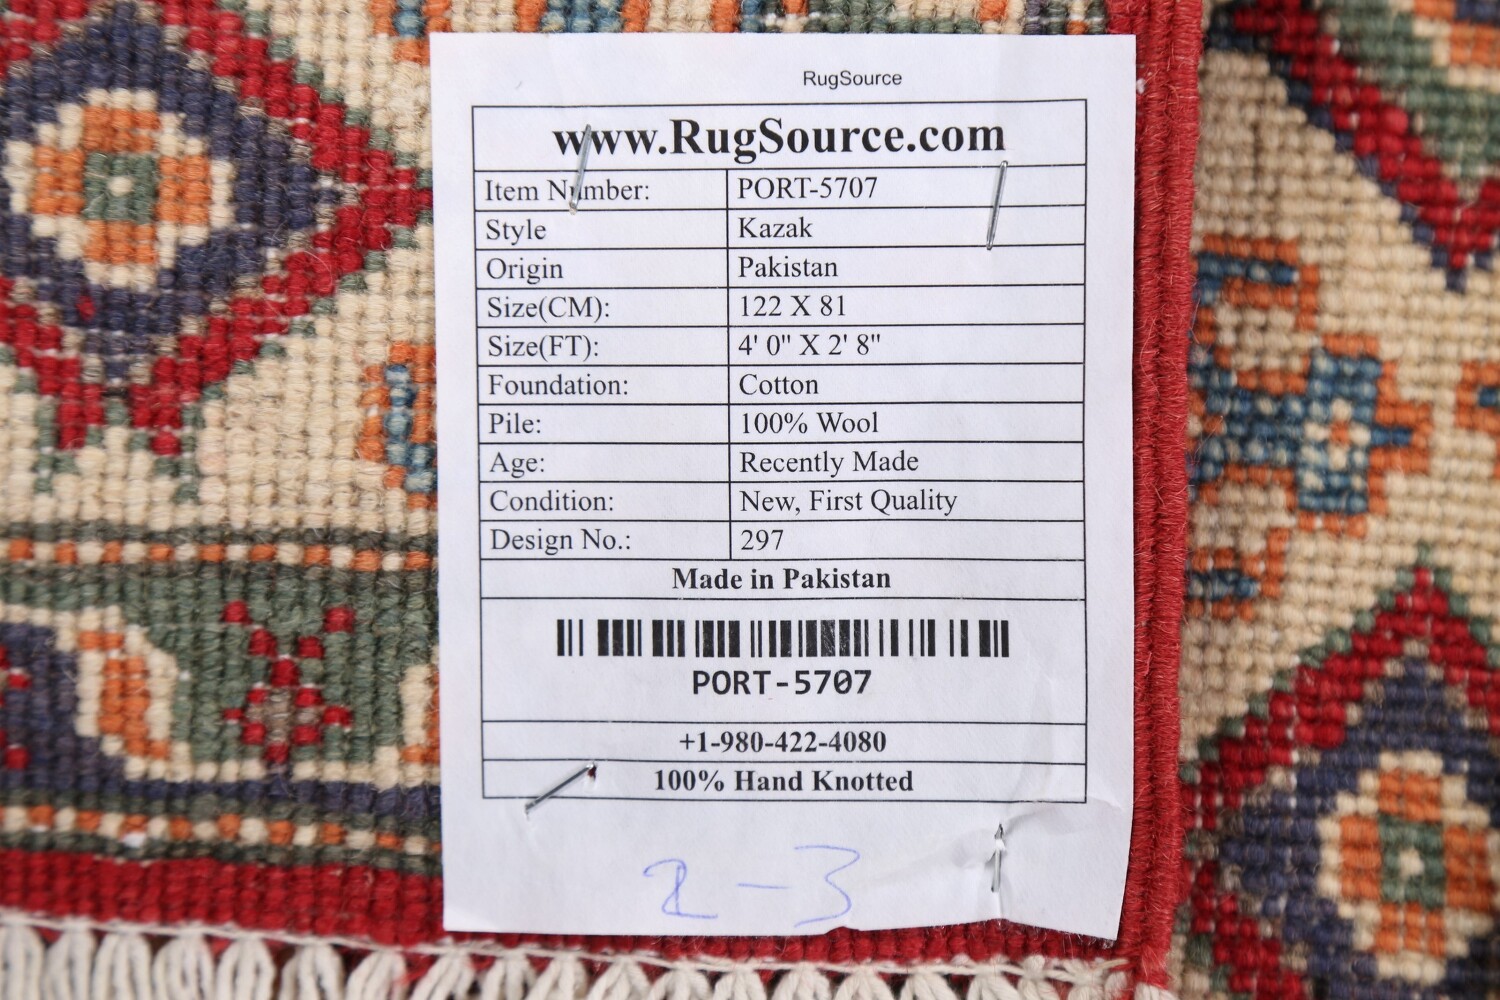 RugSource
www.RugSource.com
Item Number: PORT-5707
Style Kazak
Origin Pakistan
Size(CM): 122 X 81
Size(FT): 4' 0" X 2' 8"
Foundation: Cotton
Pile: 100% Wool
Age: Recently Made
Condition: New, First Quality
Design No.: 297
Made in Pakistan
PORT-5707
+1-980-422-4080
100% Hand Knotted
2-3